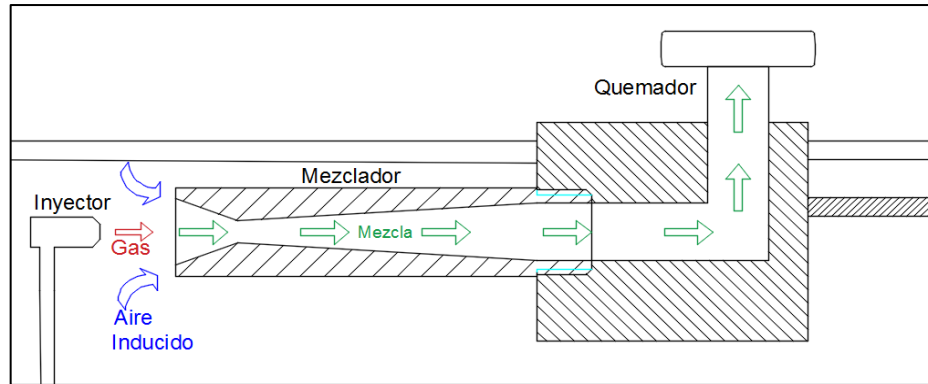 Quemador
Mezclador
Inyector
Mezcla
Gas
Aire
Inducido